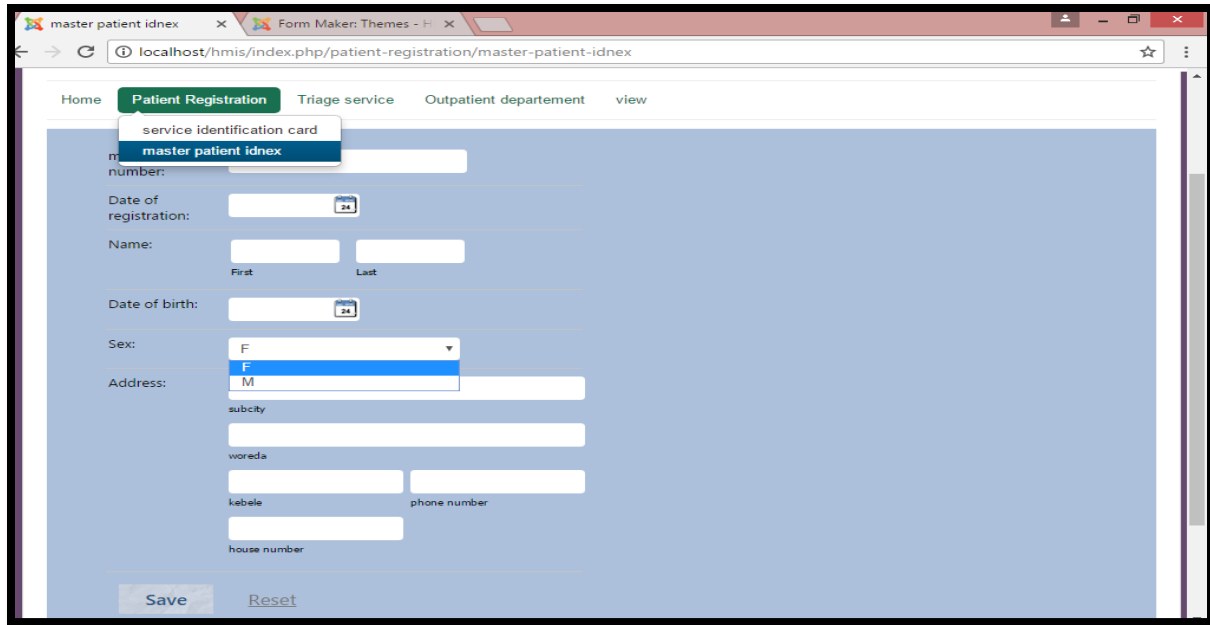 master patient idnex
Form Maker: Themes - H
localhost/hmis/index.php/patient-registration/master-patient-idnex
Home Patient Registration Triage service Outpatient departement view
service identification card
master patient idnex
number:
Date of
registration:
24
Name:
First Last
Date of birth:
24
Sex:
F
F
M
Address:
subcity
woreda
kebele phone number
house number
Save Reset